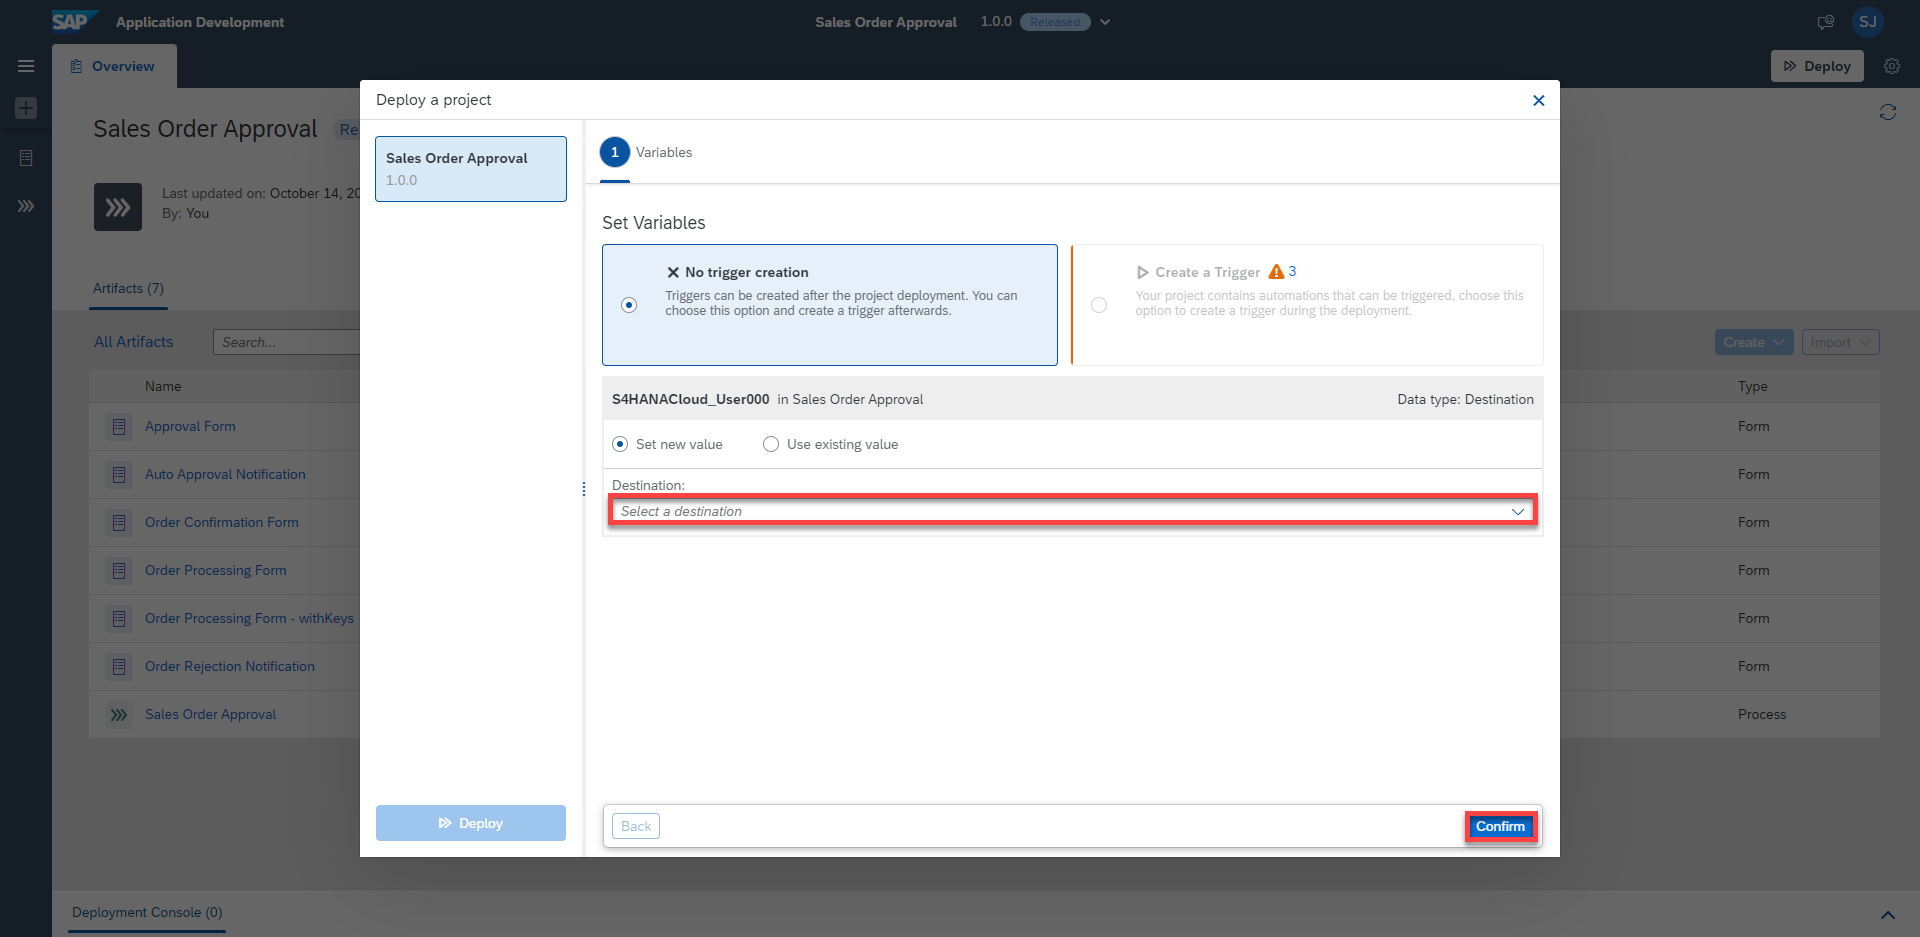 SAP Application Development
Sales Order Approval 1.0.0 Released
SJ
Overview
Deploy
Sales Order Approval Re
Last updated on: October 14, 20
By: You
Artifacts (7)
All Artifacts
Search...
Create
Import
Name
Type
Approval Form
Form
Auto Approval Notification
Form
Order Confirmation Form
Form
Order Processing Form
Form
Order Processing Form - withKeys
Form
Order Rejection Notification
Form
Sales Order Approval
Process
Deploy a project
Sales Order Approval
1.0.0
Deploy
1 Variables
Set Variables
No trigger creation
Triggers can be created after the project deployment. You can
choose this option and create a trigger afterwards.
Create a Trigger 3
Your project contains automations that can be triggered, choose this
option to create a trigger during the deployment.
S4HANACloud_User000 in Sales Order Approval
Data type: Destination
Set new value
Use existing value
Destination:
Select a destination
Back
Confirm
Deployment Console (0)